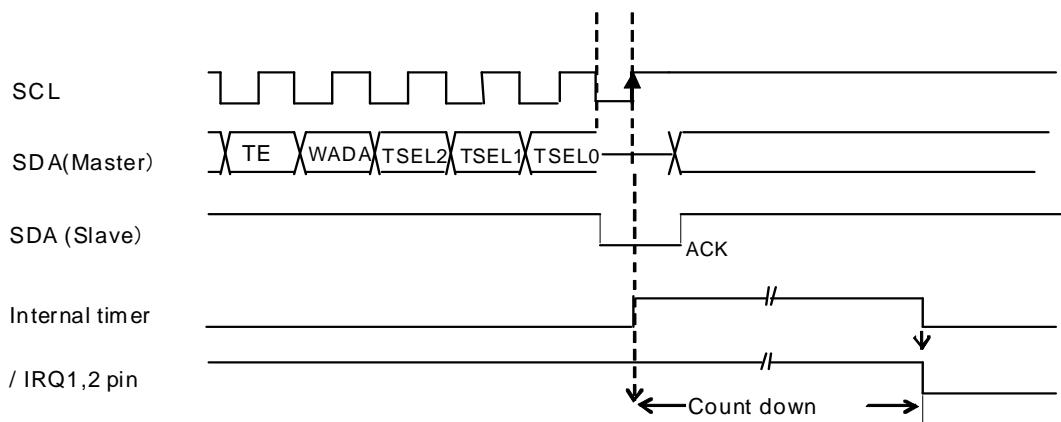 SCL
SDA(Master) TE WADA TSEL2 TSEL1 TSEL0
SDA (Slave) ACK
Internal timer
/ IRQ1,2 pin
Count down